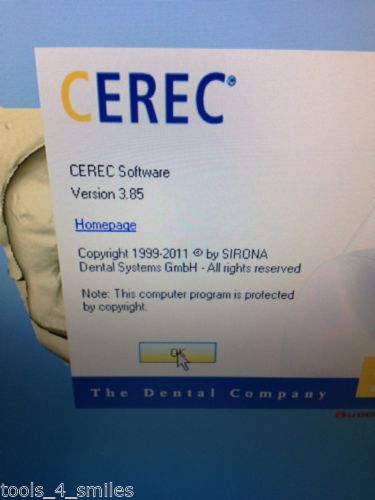 CEREC®
CEREC Software
Version 3.85
Homepage
Copyright 1999-2011 © by SIRONA
Dental Systems GmbH - All rights reserved
Note: This computer program is protected
by copyright.
OK
The Dental Company
tools_4_smiles